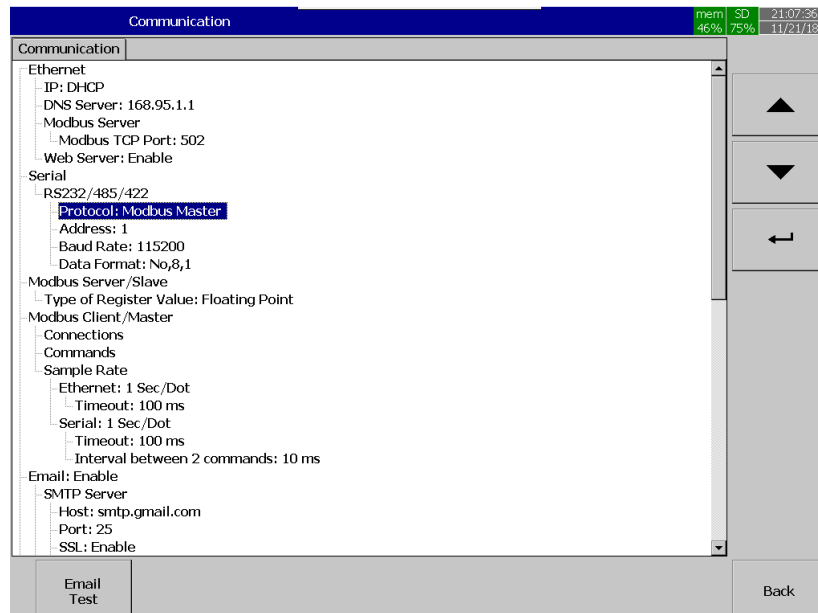 Communication
mem 46%
SD 75%
21:07:36
11/21/18
Communication
Ethernet
IP: DHCP
DNS Server: 168.95.1.1
Modbus Server
Modbus TCP Port: 502
Web Server: Enable
Serial
RS232/485/422
Protocol: Modbus Master
Address: 1
Baud Rate: 115200
Data Format: No,8,1
Modbus Server/Slave
Type of Register Value: Floating Point
Modbus Client/Master
Connections
Commands
Sample Rate
Ethernet: 1 Sec/Dot
Timeout: 100 ms
Serial: 1 Sec/Dot
Timeout: 100 ms
Interval between 2 commands: 10 ms
Email: Enable
SMTP Server
Host: smtp.gmail.com
Port: 25
SSL: Enable
Email
Test
Back